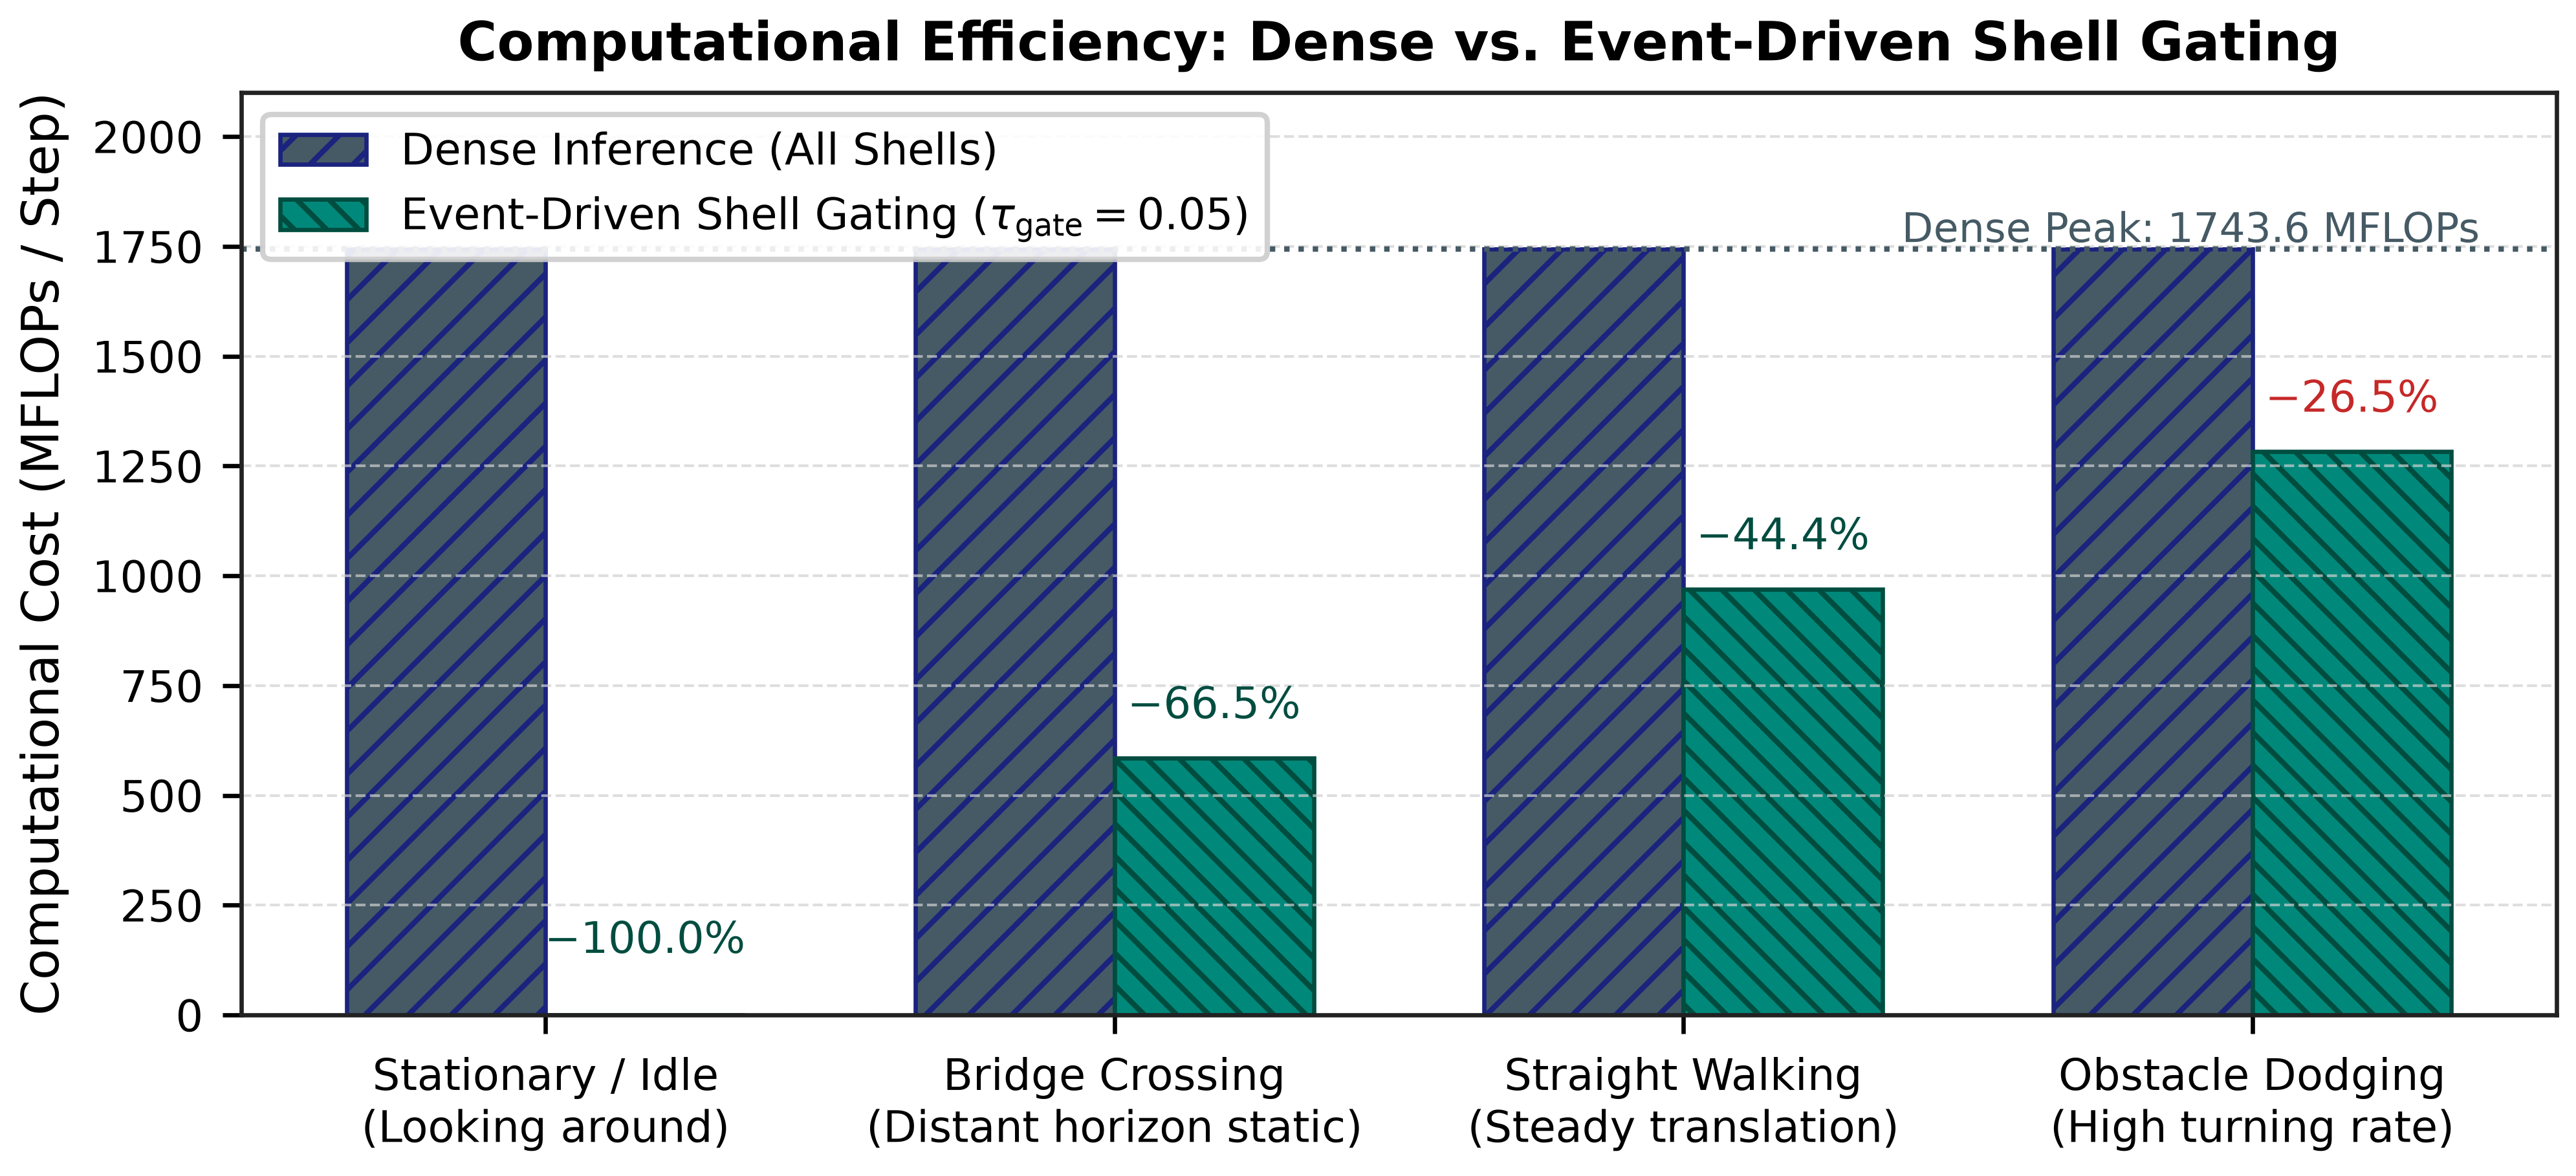 Computational Efficiency: Dense vs. Event-Driven Shell Gating
Computational Cost (MFLOPs / Step)
2000
1750
1500
1250
1000
750
500
250
0
Dense Inference (All Shells)
Event-Driven Shell Gating (τgate = 0.05)
Dense Peak: 1743.6 MFLOPs
−100.0%
−66.5%
−44.4%
−26.5%
Stationary / Idle
(Looking around)
Bridge Crossing
(Distant horizon static)
Straight Walking
(Steady translation)
Obstacle Dodging
(High turning rate)